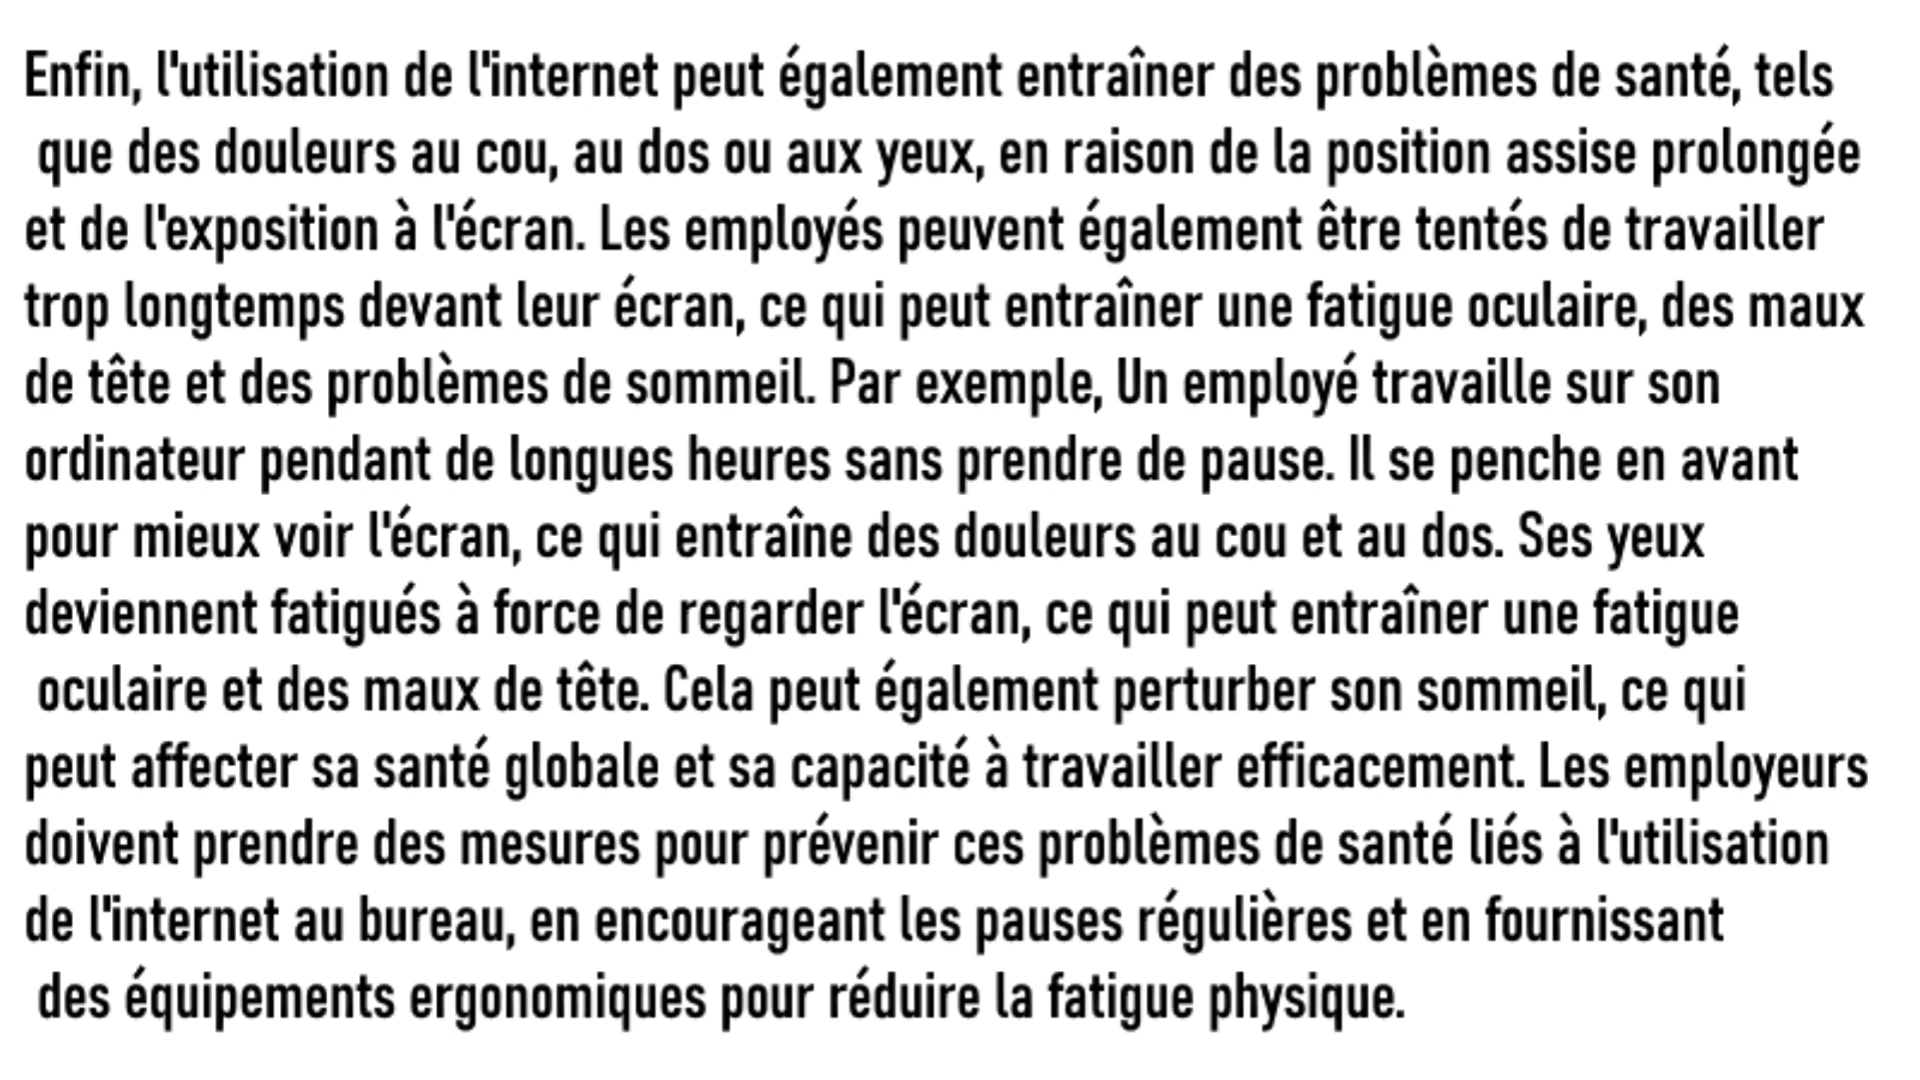 Enfin, l'utilisation de l'internet peut également entraîner des problèmes de santé, tels
que des douleurs au cou, au dos ou aux yeux, en raison de la position assise prolongée
et de l'exposition à l'écran. Les employés peuvent également être tentés de travailler
trop longtemps devant leur écran, ce qui peut entraîner une fatigue oculaire, des maux
de tête et des problèmes de sommeil. Par exemple, Un employé travaille sur son
ordinateur pendant de longues heures sans prendre de pause. Il se penche en avant
pour mieux voir l'écran, ce qui entraîne des douleurs au cou et au dos. Ses yeux
deviennent fatigués à force de regarder l'écran, ce qui peut entraîner une fatigue
oculaire et des maux de tête. Cela peut également perturber son sommeil, ce qui
peut affecter sa santé globale et sa capacité à travailler efficacement. Les employeurs
doivent prendre des mesures pour prévenir ces problèmes de santé liés à l'utilisation
de l'internet au bureau, en encourageant les pauses régulières et en fournissant
des équipements ergonomiques pour réduire la fatigue physique.